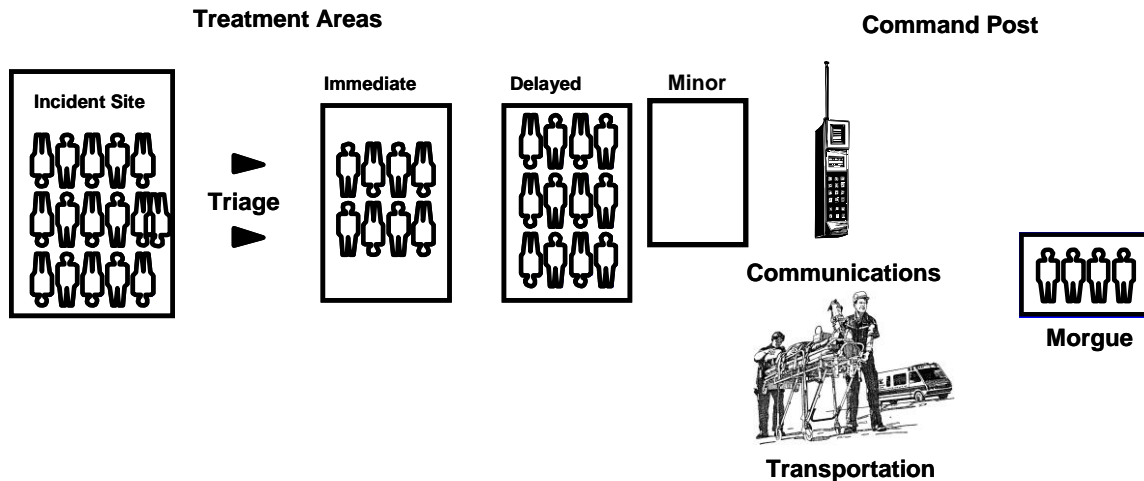 Treatment Areas
Command Post
Incident Site
Immediate
Delayed
Minor
Triage
Communications
Morgue
Transportation